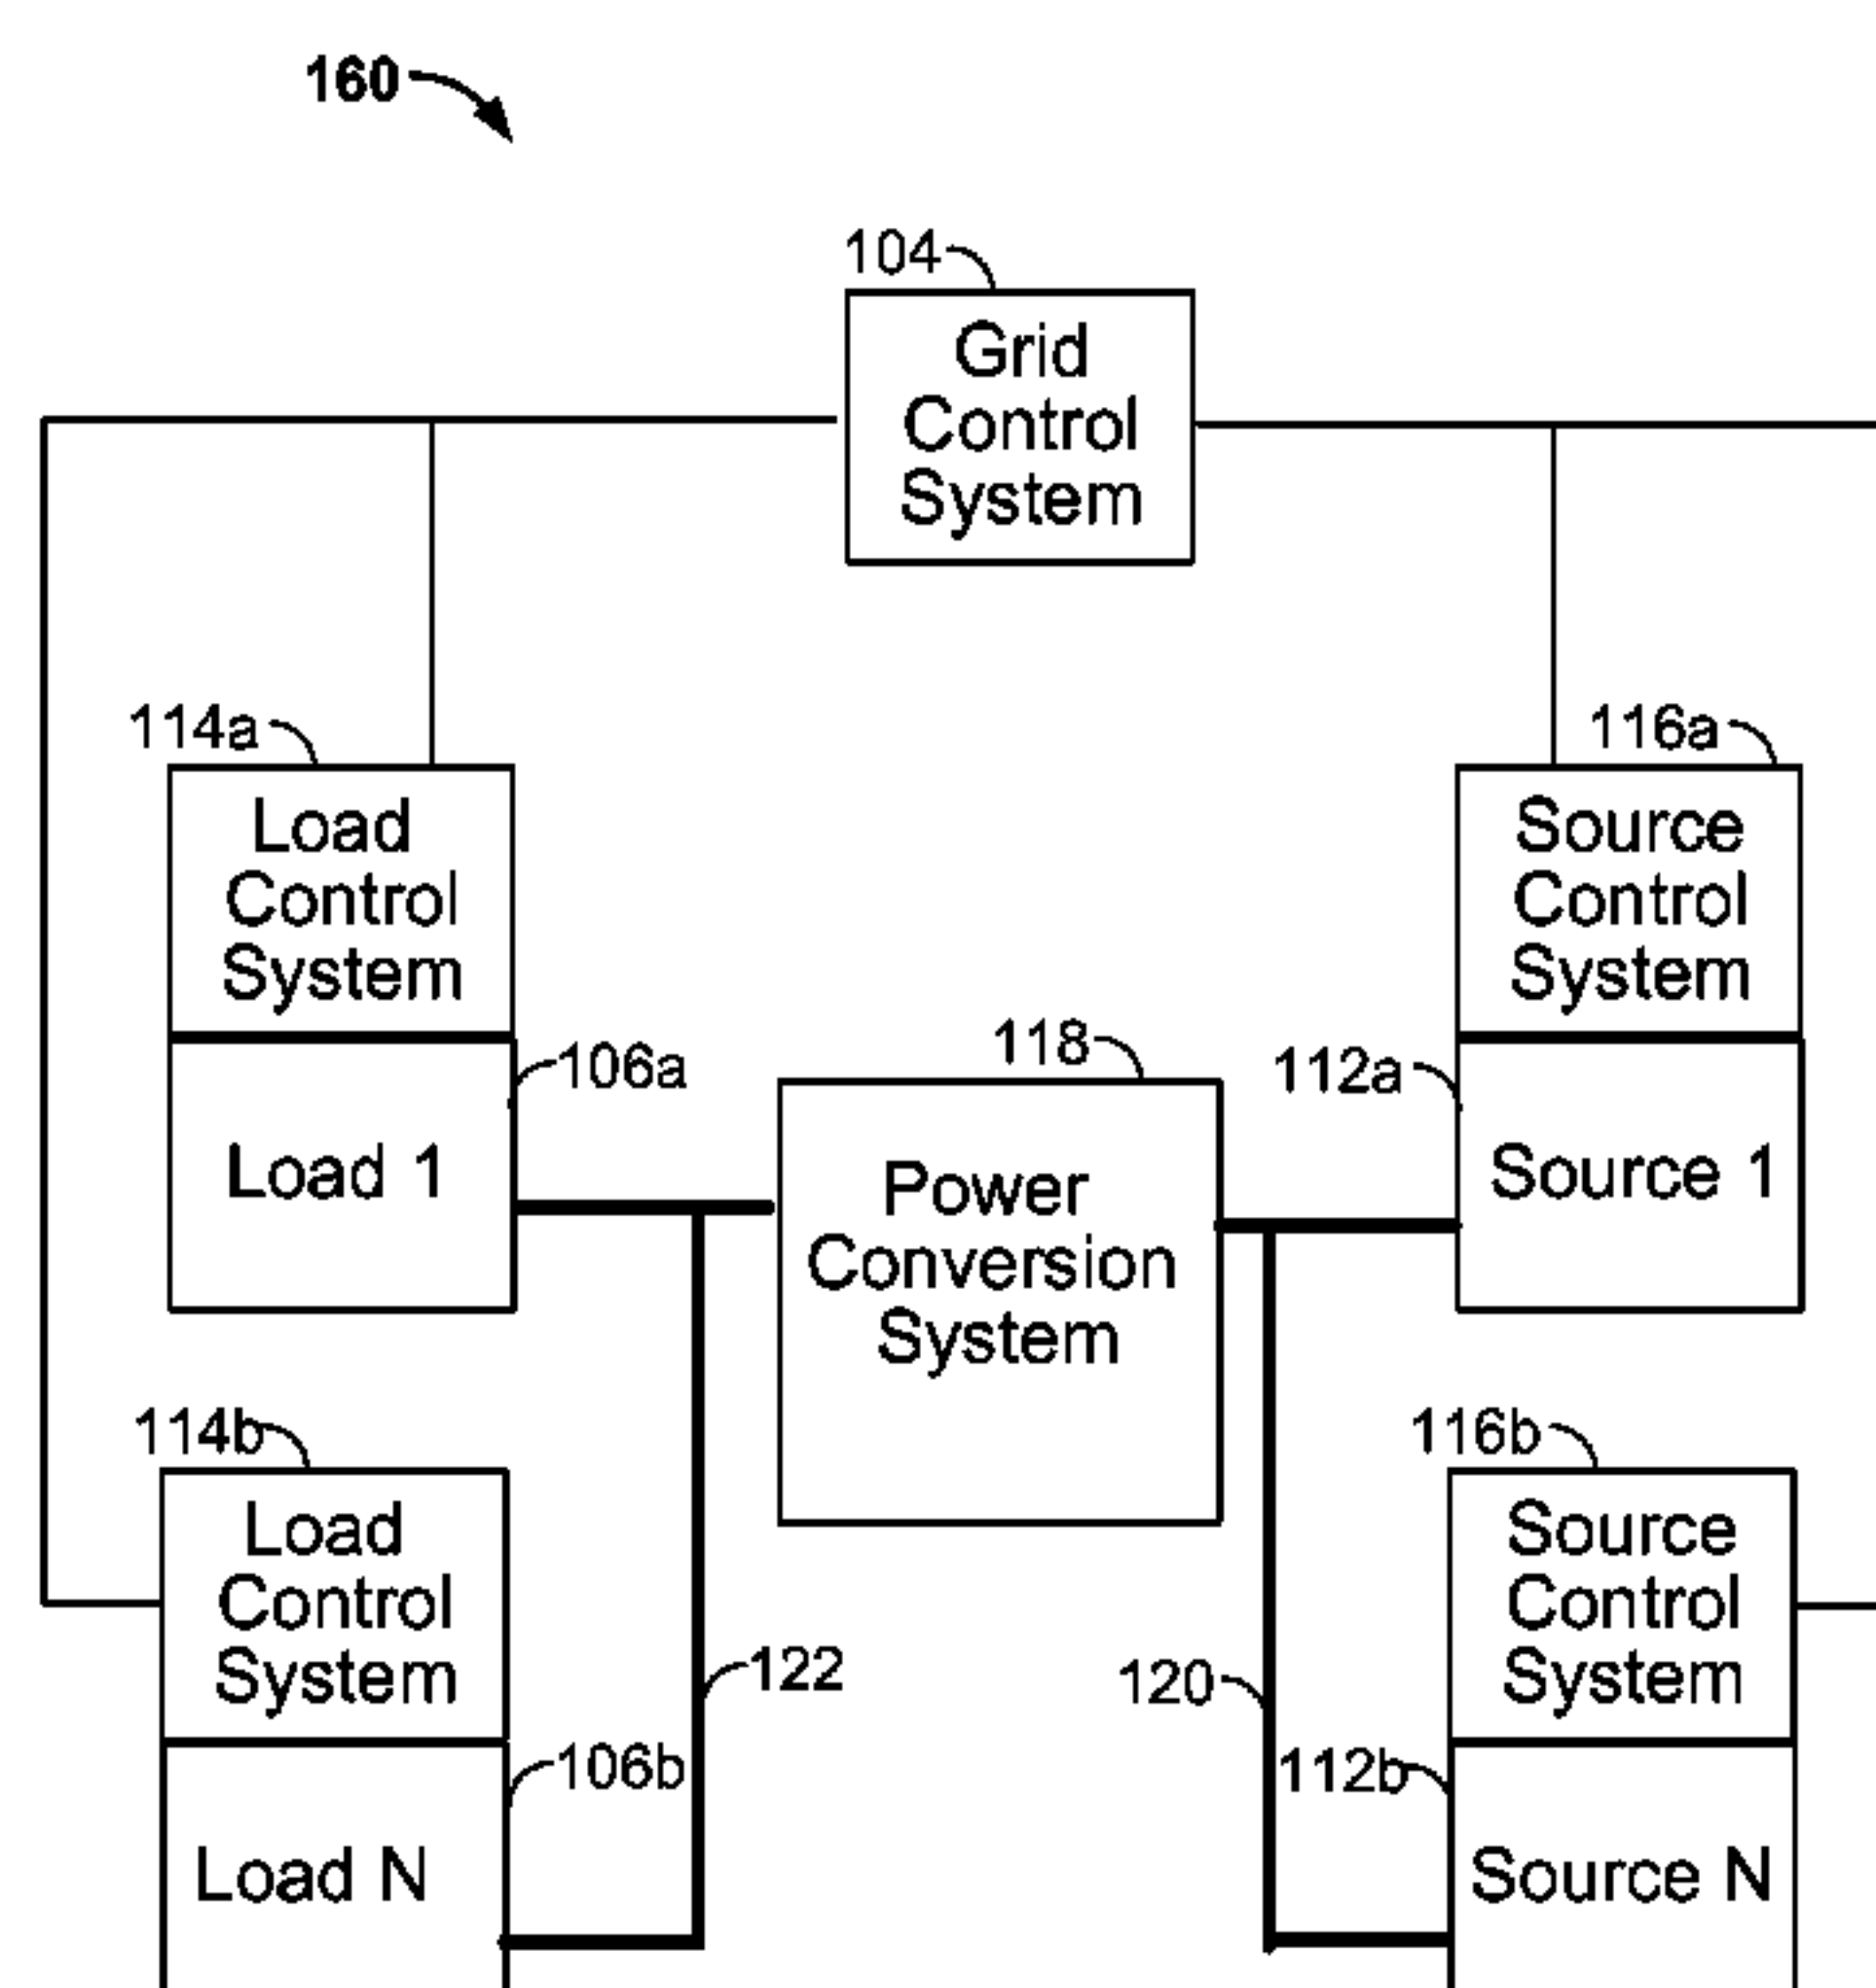 160
104
Grid
Control
System
114a
Load
Control
System
106a
Load 1
116a
Source
Control
System
112a
Source 1
118
Power
Conversion
System
114b
Load
Control
System
122
106b
Load N
116b
Source
Control
System
120
112b
Source N